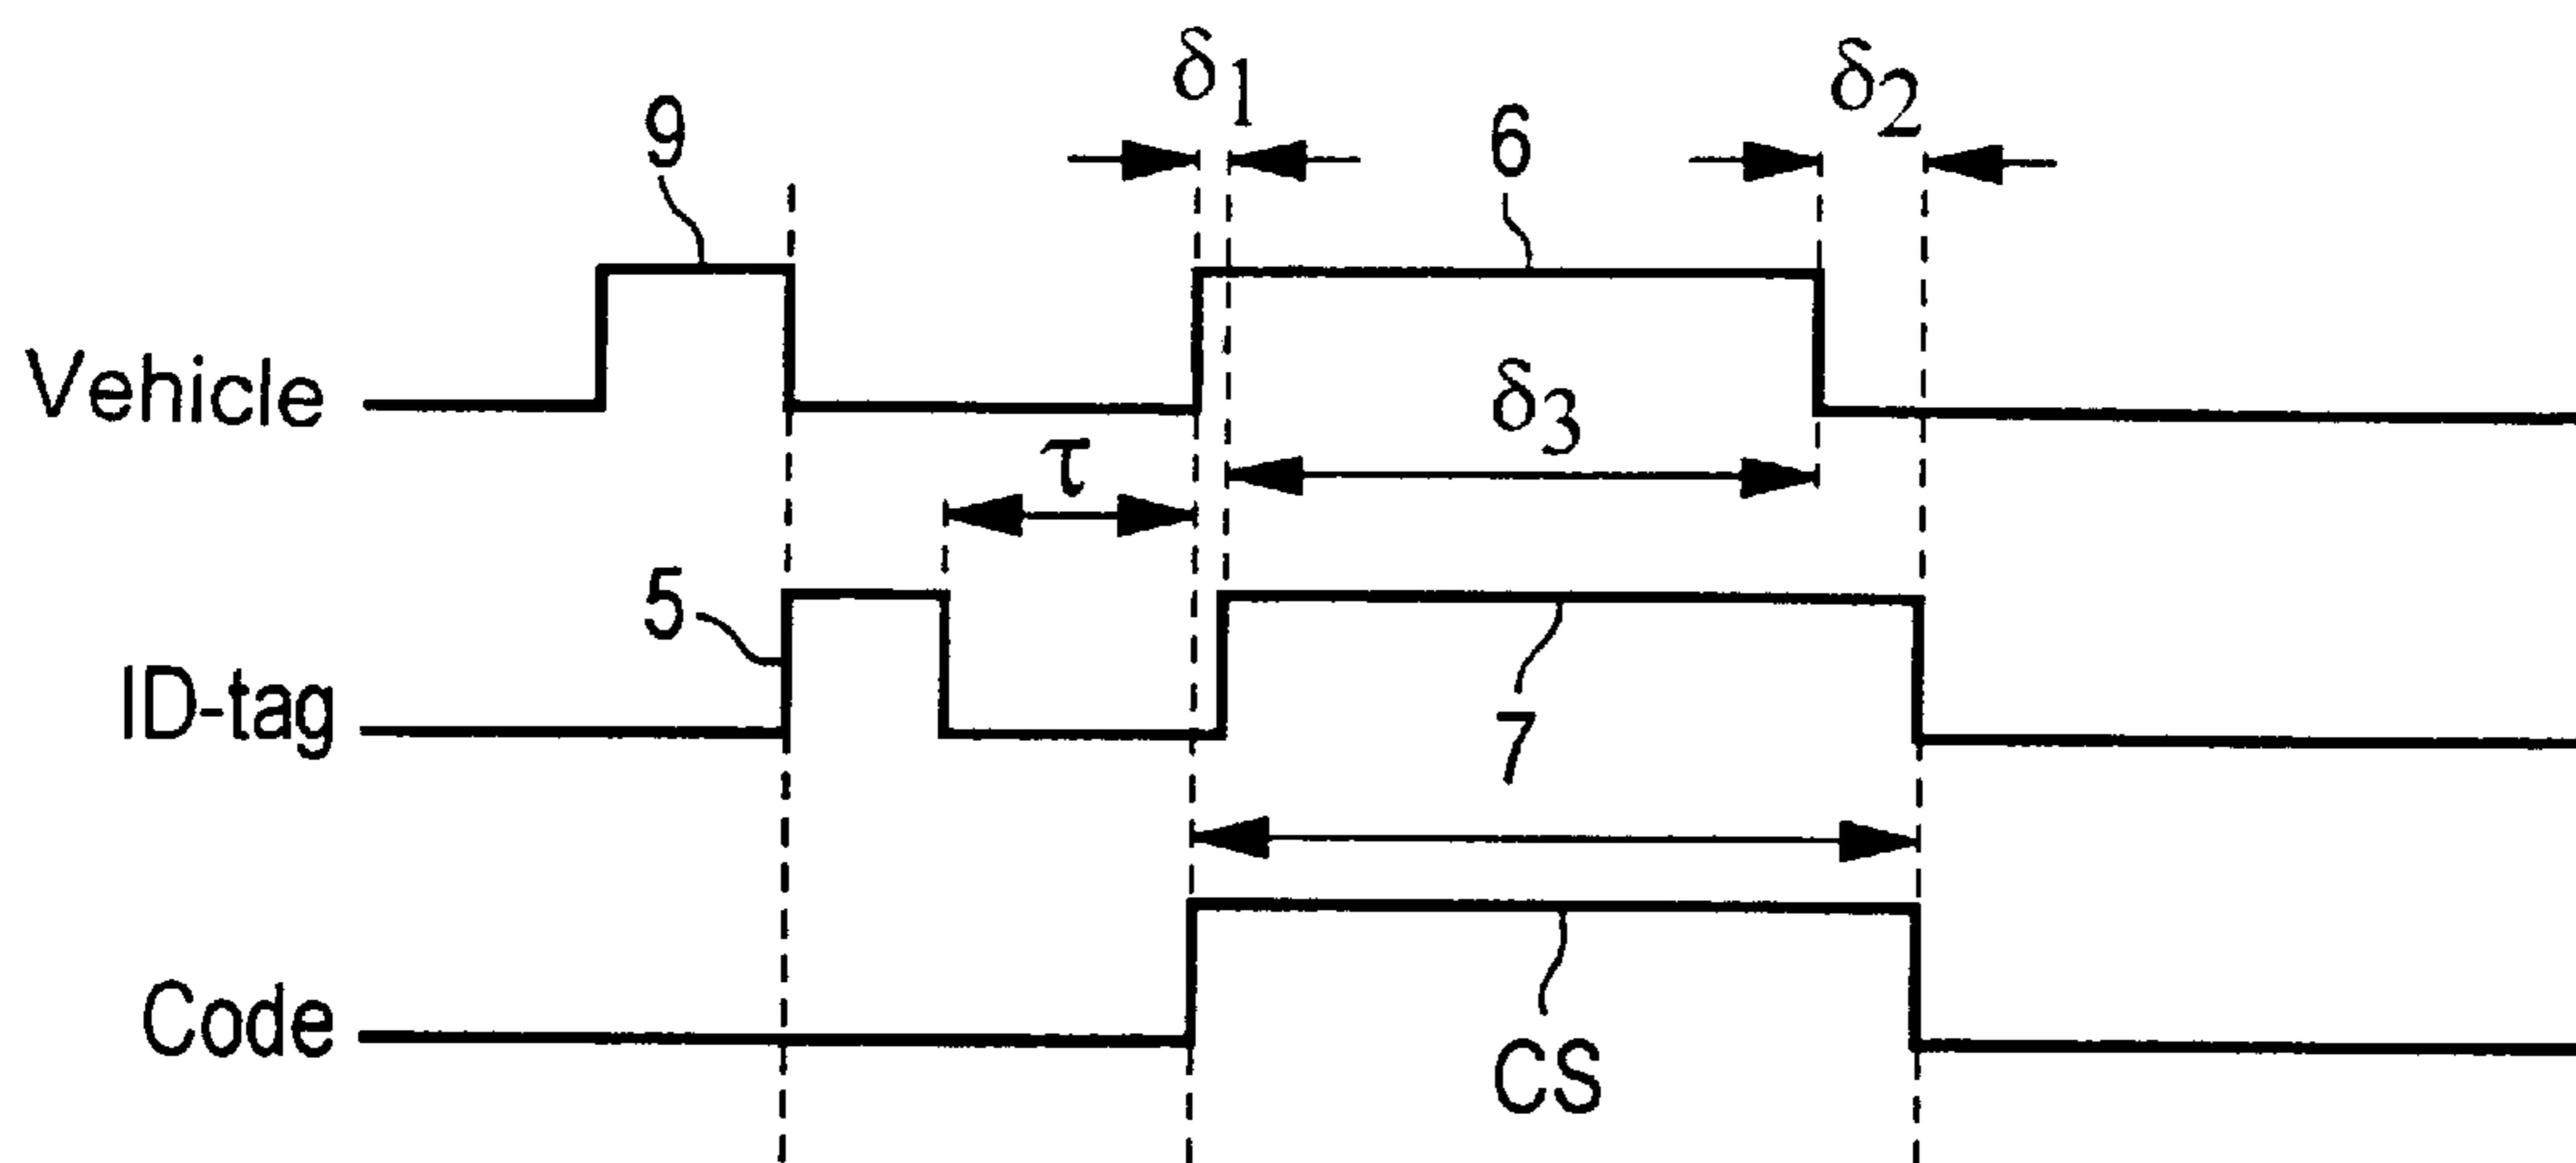 δ1
δ2
9
6
Vehicle
δ3
τ
5
ID-tag
7
Code
CS